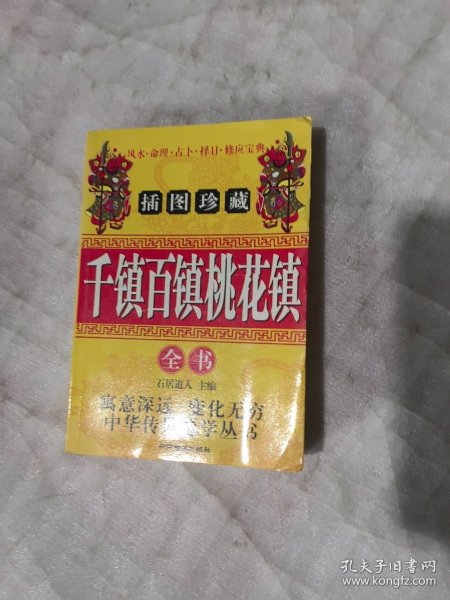 风水·命理·占卜·择日·修应宝典
插图珍藏
千镇百镇桃花镇
全书
石居道人 主编
寓意深远 变化无穷
中华传统玄学丛书
孔夫子旧书网
www.kongfz.com